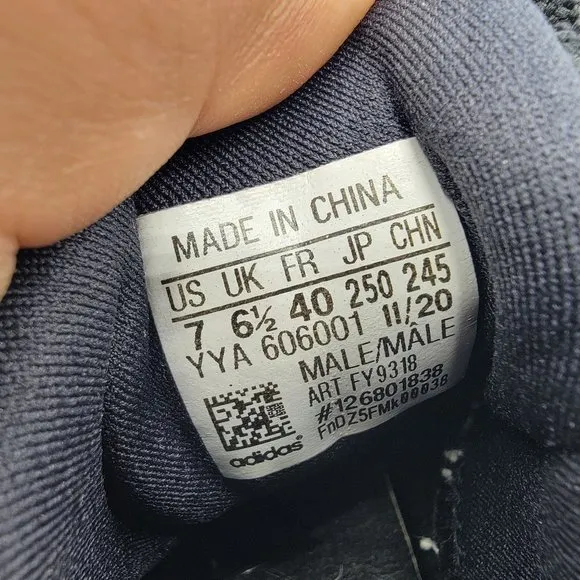 MADE IN CHINA
US UK FR JP CHN
7 6½ 40 250 245
YYA 606001 11/20
MALE/MÂLE
ART FY9318
#126801838
FnDZ5FMk00038
adidas